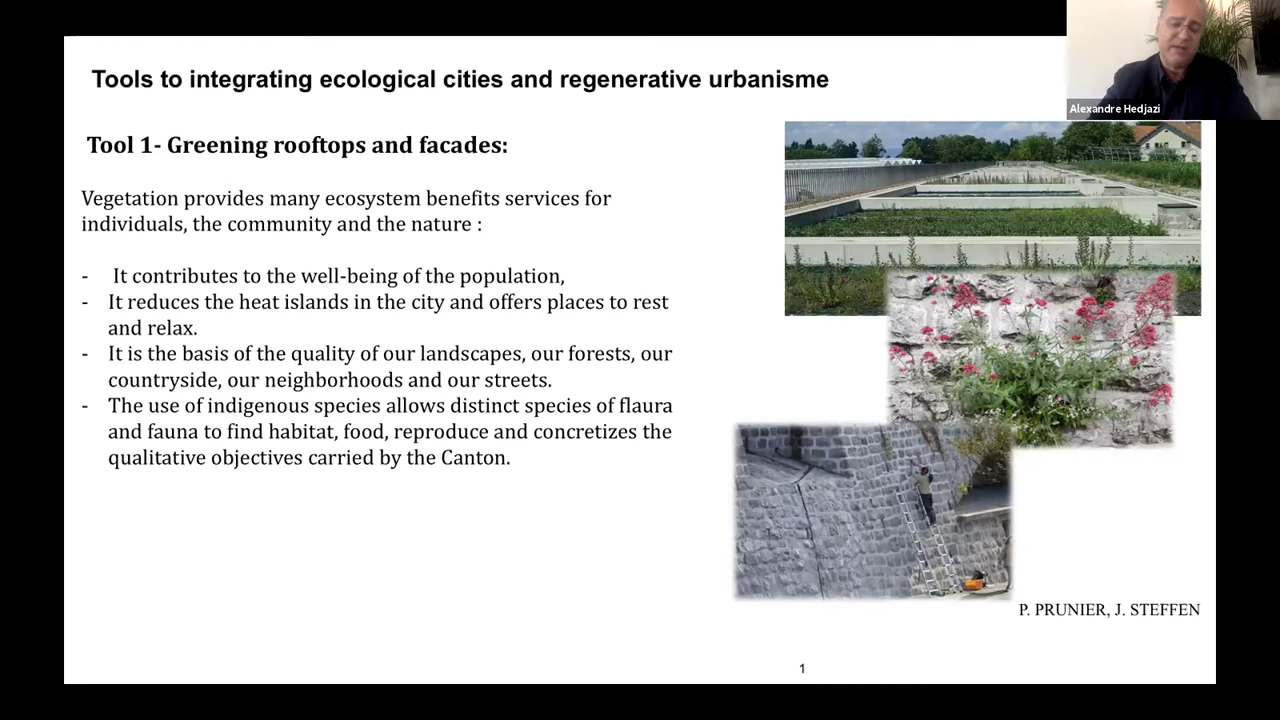 Tools to integrating ecological cities and regenerative urbanisme
Alexandre Hedjazi
Tool 1- Greening rooftops and facades:
Vegetation provides many ecosystem benefits services for
individuals, the community and the nature :
- It contributes to the well-being of the population,
- It reduces the heat islands in the city and offers places to rest
and relax.
- It is the basis of the quality of our landscapes, our forests, our
countryside, our neighborhoods and our streets.
- The use of indigenous species allows distinct species of flaura
and fauna to find habitat, food, reproduce and concretizes the
qualitative objectives carried by the Canton.
P. PRUNIER, J. STEFFEN
1